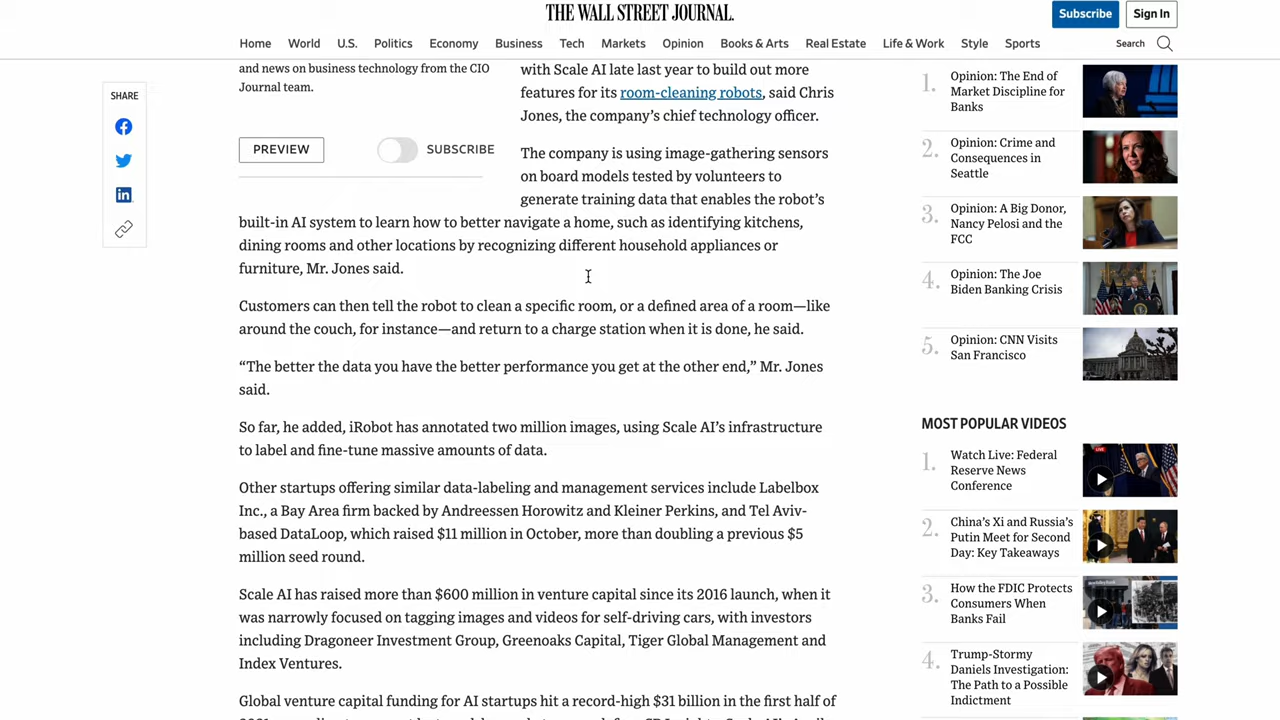 THE WALL STREET JOURNAL.
Subscribe
Sign In
Home World U.S. Politics Economy Business Tech Markets Opinion Books & Arts Real Estate Life & Work Style Sports
Search
SHARE
and news on business technology from the CIO
Journal team.
PREVIEW
SUBSCRIBE
with Scale AI late last year to build out more
features for its room-cleaning robots, said Chris
Jones, the company’s chief technology officer.
The company is using image-gathering sensors
on board models tested by volunteers to
generate training data that enables the robot’s
built-in AI system to learn how to better navigate a home, such as identifying kitchens,
dining rooms and other locations by recognizing different household appliances or
furniture, Mr. Jones said.
Customers can then tell the robot to clean a specific room, or a defined area of a room—like
around the couch, for instance—and return to a charge station when it is done, he said.
“The better the data you have the better performance you get at the other end,” Mr. Jones
said.
So far, he added, iRobot has annotated two million images, using Scale AI’s infrastructure
to label and fine-tune massive amounts of data.
Other startups offering similar data-labeling and management services include Labelbox
Inc., a Bay Area firm backed by Andreessen Horowitz and Kleiner Perkins, and Tel Aviv-
based DataLoop, which raised $11 million in October, more than doubling a previous $5
million seed round.
Scale AI has raised more than $600 million in venture capital since its 2016 launch, when it
was narrowly focused on tagging images and videos for self-driving cars, with investors
including Dragoneer Investment Group, Greenoaks Capital, Tiger Global Management and
Index Ventures.
Global venture capital funding for AI startups hit a record-high $31 billion in the first half of
1.
Opinion: The End of
Market Discipline for
Banks
2.
Opinion: Crime and
Consequences in
Seattle
3.
Opinion: A Big Donor,
Nancy Pelosi and the
FCC
4.
Opinion: The Joe
Biden Banking Crisis
5.
Opinion: CNN Visits
San Francisco
MOST POPULAR VIDEOS
1.
Watch Live: Federal
Reserve News
Conference
LIVE
2.
China’s Xi and Russia’s
Putin Meet for Second
Day: Key Takeaways
3.
How the FDIC Protects
Consumers When
Banks Fail
4.
Trump-Stormy
Daniels Investigation:
The Path to a Possible
Indictment